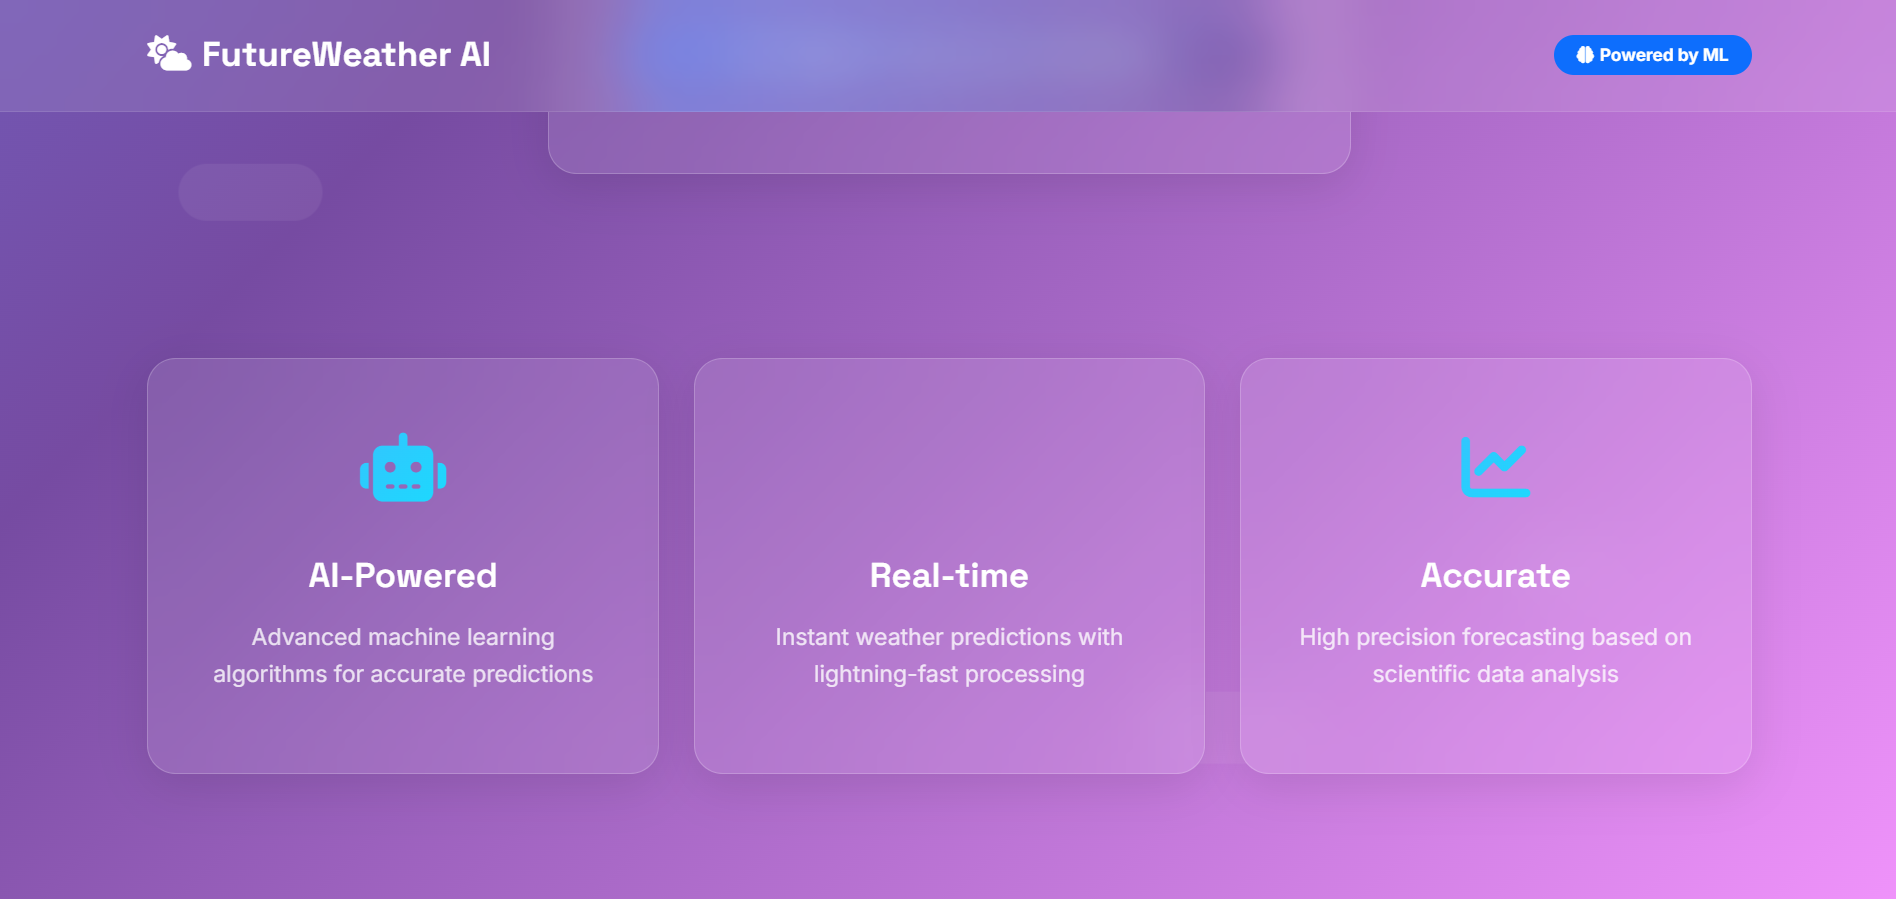 FutureWeather AI
Powered by ML
AI-Powered
Advanced machine learning
algorithms for accurate predictions
Real-time
Instant weather predictions with
lightning-fast processing
Accurate
High precision forecasting based on
scientific data analysis